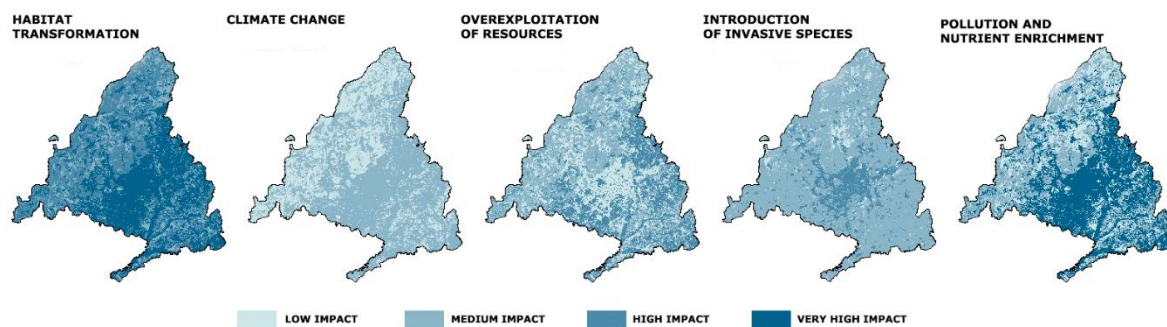 HABITAT
TRANSFORMATION
CLIMATE CHANGE
OVEREXPLOITATION
OF RESOURCES
INTRODUCTION
OF INVASIVE SPECIES
POLLUTION AND
NUTRIENT ENRICHMENT
LOW IMPACT
MEDIUM IMPACT
HIGH IMPACT
VERY HIGH IMPACT